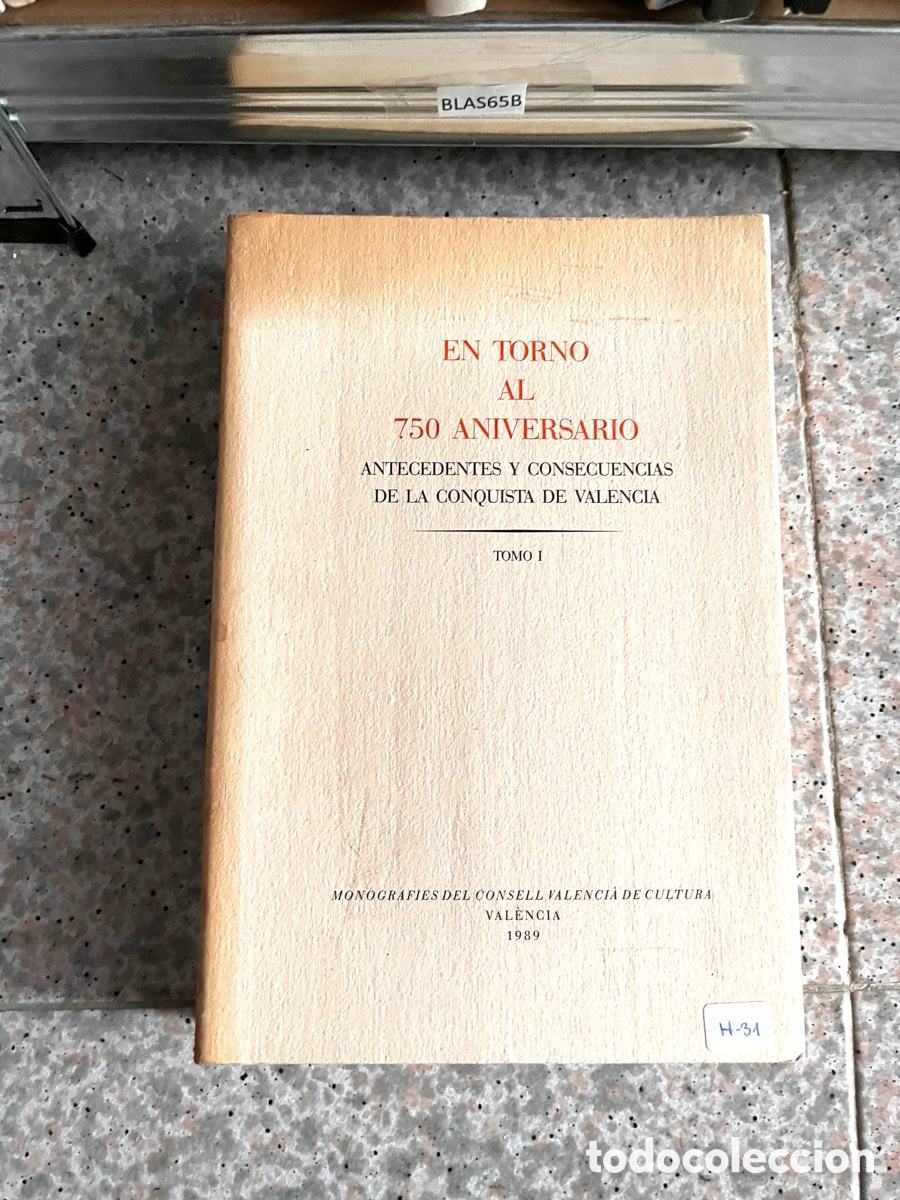 BLAS65B
EN TORNO
AL
750 ANIVERSARIO
ANTECEDENTES Y CONSECUENCIAS
DE LA CONQUISTA DE VALENCIA
TOMO I
MONOGRAFIES DEL CONSELL VALENCIÀ DE CULTURA
VALÈNCIA
1989
H-31
todocoleccion